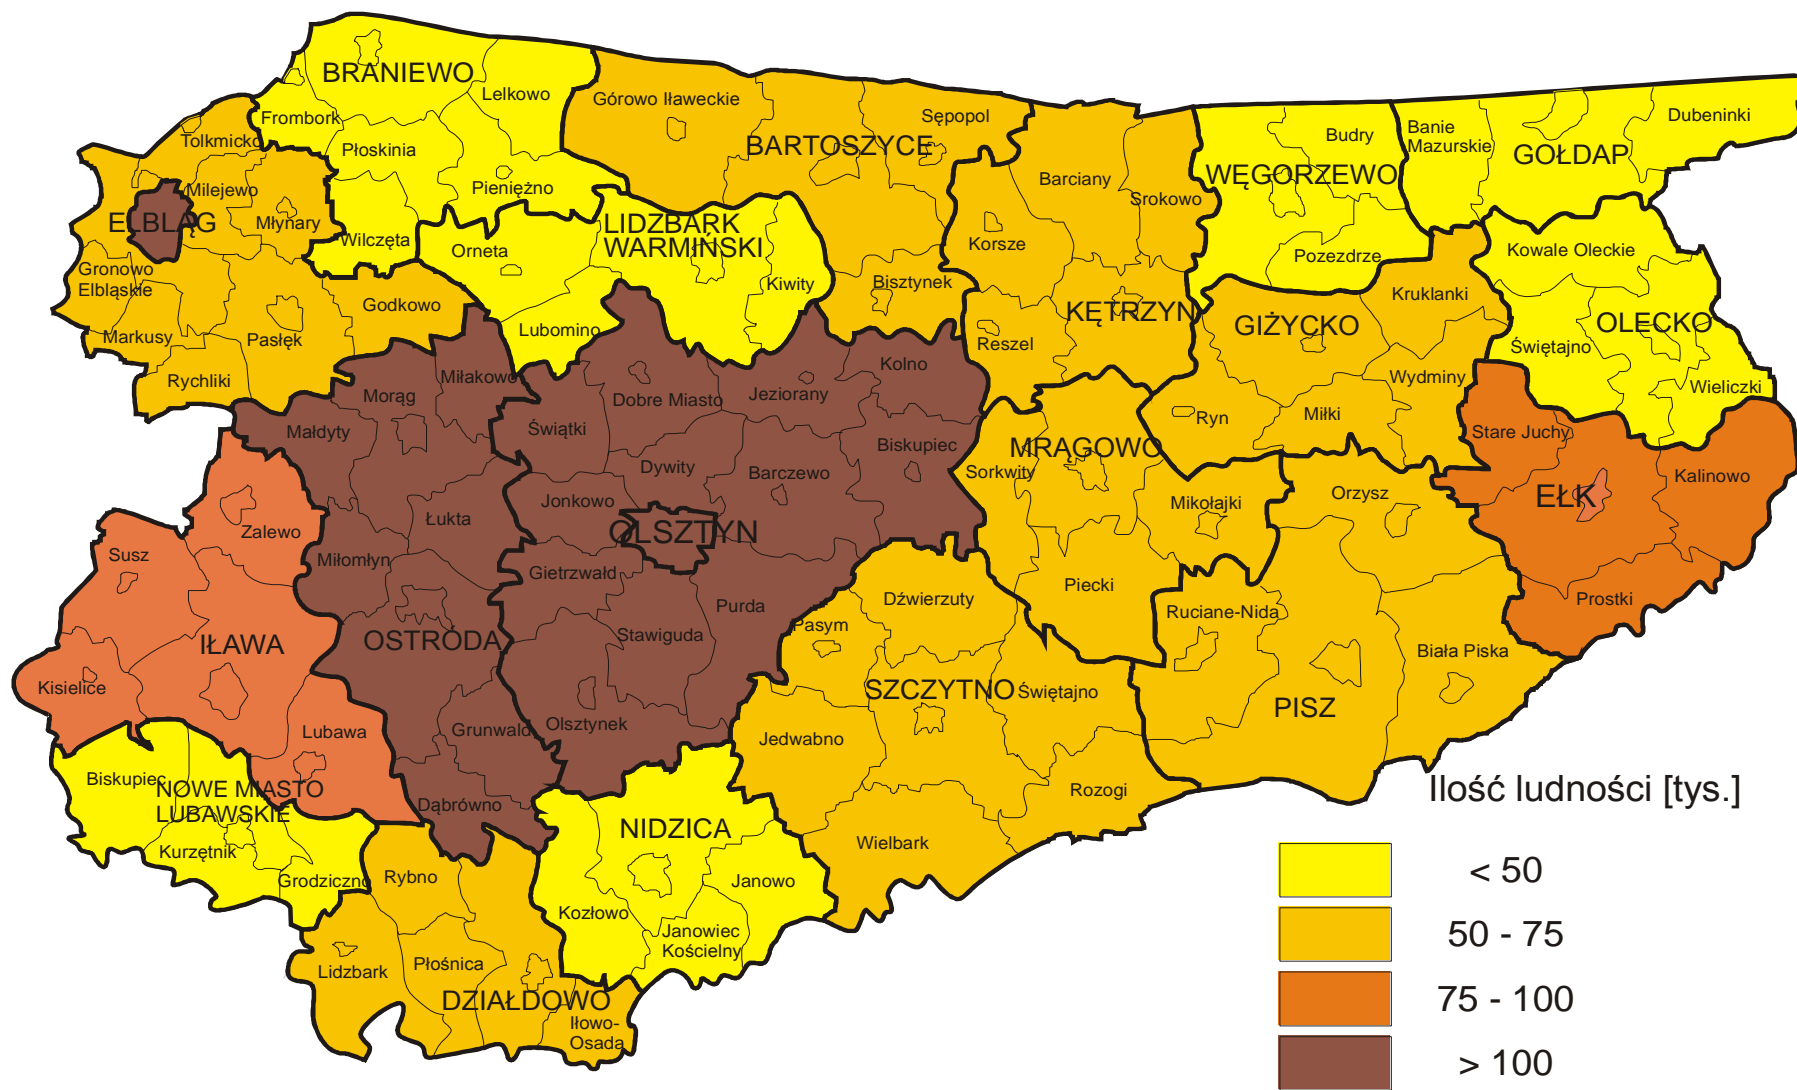 BRANIEWO
Lelkowo
Frombork
Płoskinia
Pieniężno
Wilczęta
Górowo Iławeckie
Sępopol
BARTOSZYCE
Bisztynek
Tolkmicko
Milejewo
ELBLĄG
Młynary
Gronowo
Elbląskie
Godkowo
Markusy
Pasłęk
Rychliki
Orneta
LIDZBARK
WARMIŃSKI
Kiwity
Lubomino
Barciany
Srokowo
Korsze
KĘTRZYN
Reszel
Budry
WĘGORZEWO
Pozezdrze
Banie
Mazurskie
GOŁDAP
Dubeninki
Kowale Oleckie
OLECKO
Świętajno
Wieliczki
Kruklanki
GIŻYCKO
Wydminy
Ryn
Miłki
Miłakowo
Morąg
Małdyty
Łukta
Miłomłyn
OSTRÓDA
Grunwald
Dąbrówno
Kolno
Dobre Miasto
Jeziorany
Świątki
Biskupiec
Dywity
Barczewo
Jonkowo
OLSZTYN
Gietrzwałd
Purda
Stawiguda
Olsztynek
MRĄGOWO
Sorkwity
Mikołajki
Piecki
Stare Juchy
Kalinowo
EŁK
Prostki
Orzysz
Ruciane-Nida
Biała Piska
PISZ
Zalewo
Susz
IŁAWA
Kisielice
Lubawa
Dźwierzuty
Pasym
SZCZYTNO
Świętajno
Jedwabno
Rozogi
Wielbark
Biskupiec
NOWE MIASTO
LUBAWSKIE
Kurzętnik
Grodziczno
NIDZICA
Janowo
Kozłowo
Janowiec
Kościelny
Rybno
Lidzbark
Płośnica
DZIAŁDOWO
Iłowo-
Osada
Ilość ludności [tys.]
< 50
50 - 75
75 - 100
> 100